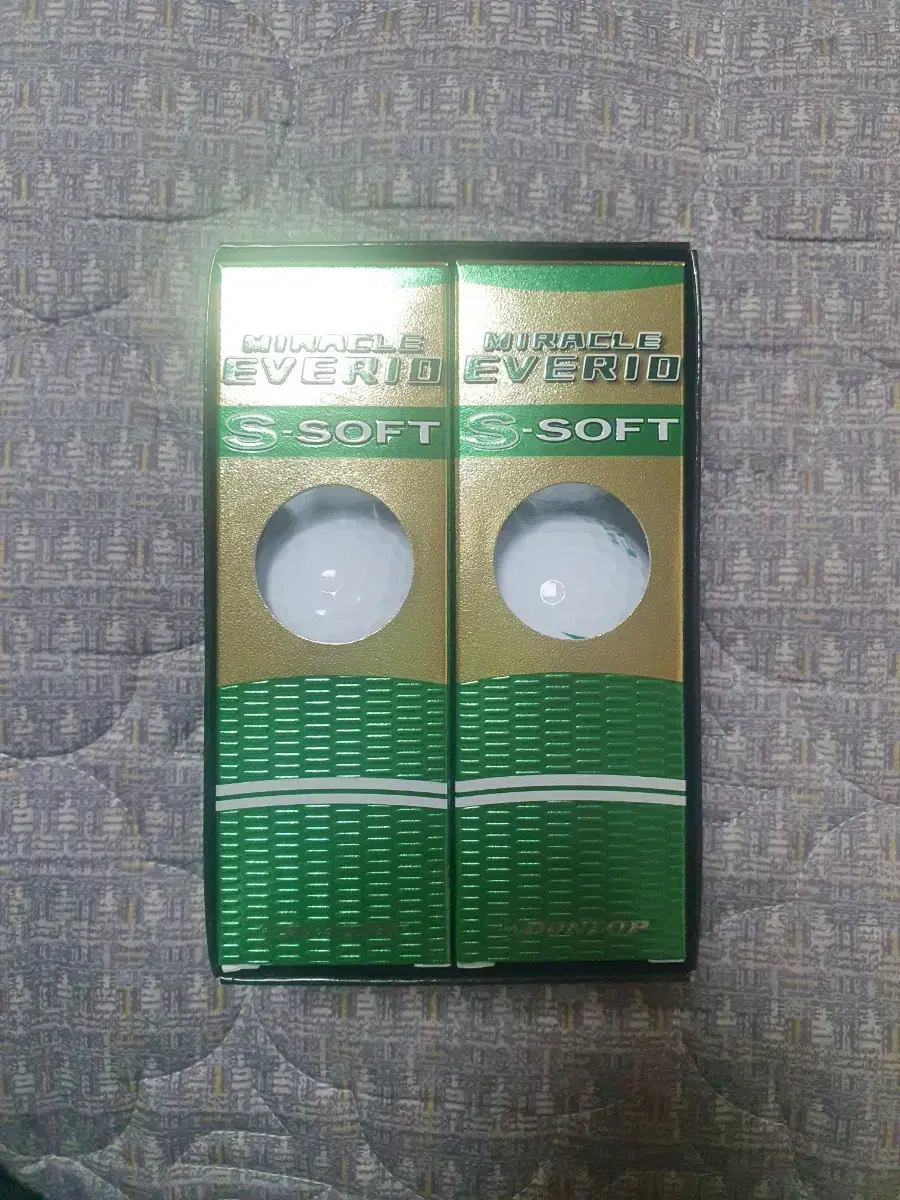 MIRACLE
EVERIO
S-SOFT
MIRACLE
EVERIO
S-SOFT
DUNLOP